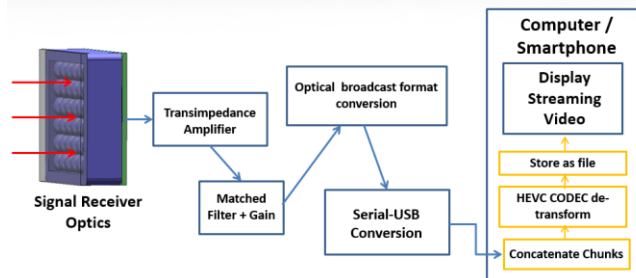 Signal Receiver
Optics
Transimpedance
Amplifier
Matched
Filter + Gain
Optical broadcast format
conversion
Serial-USB
Conversion
Computer /
Smartphone
Display
Streaming
Video
Store as file
HEVC CODEC de-
transform
Concatenate Chunks